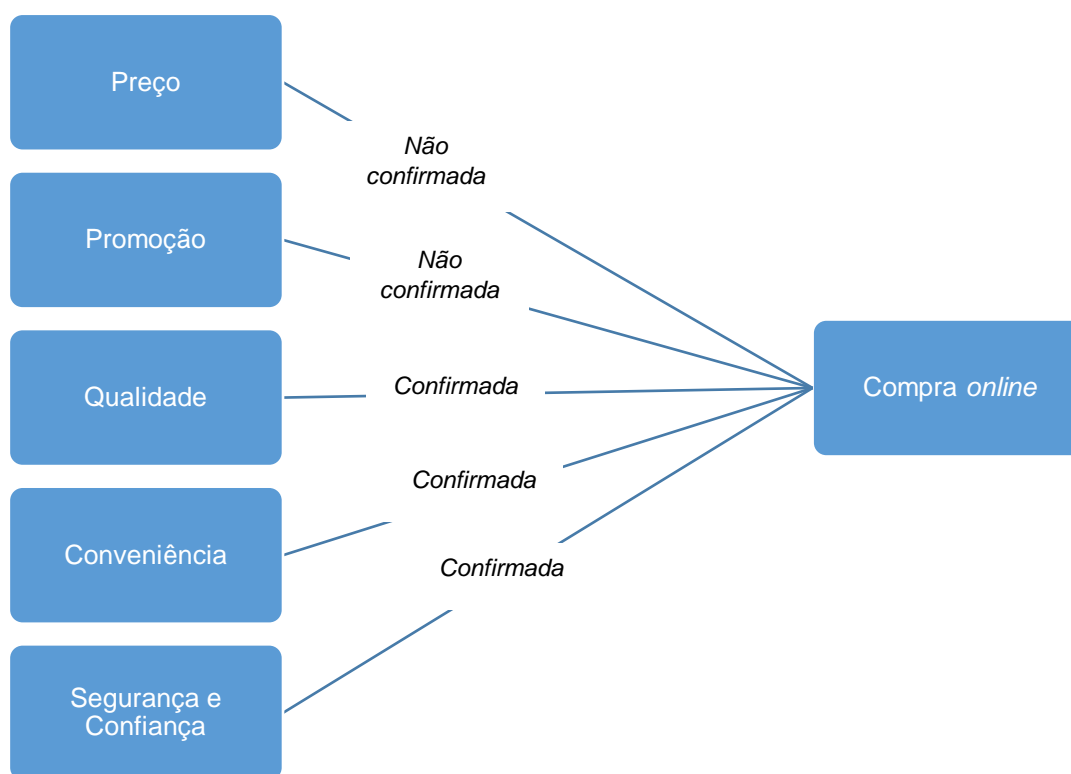 Preço
Não
confirmada
Promoção
Não
confirmada
Qualidade
Confirmada
Compra online
Confirmada
Conveniência
Confirmada
Segurança e
Confiança